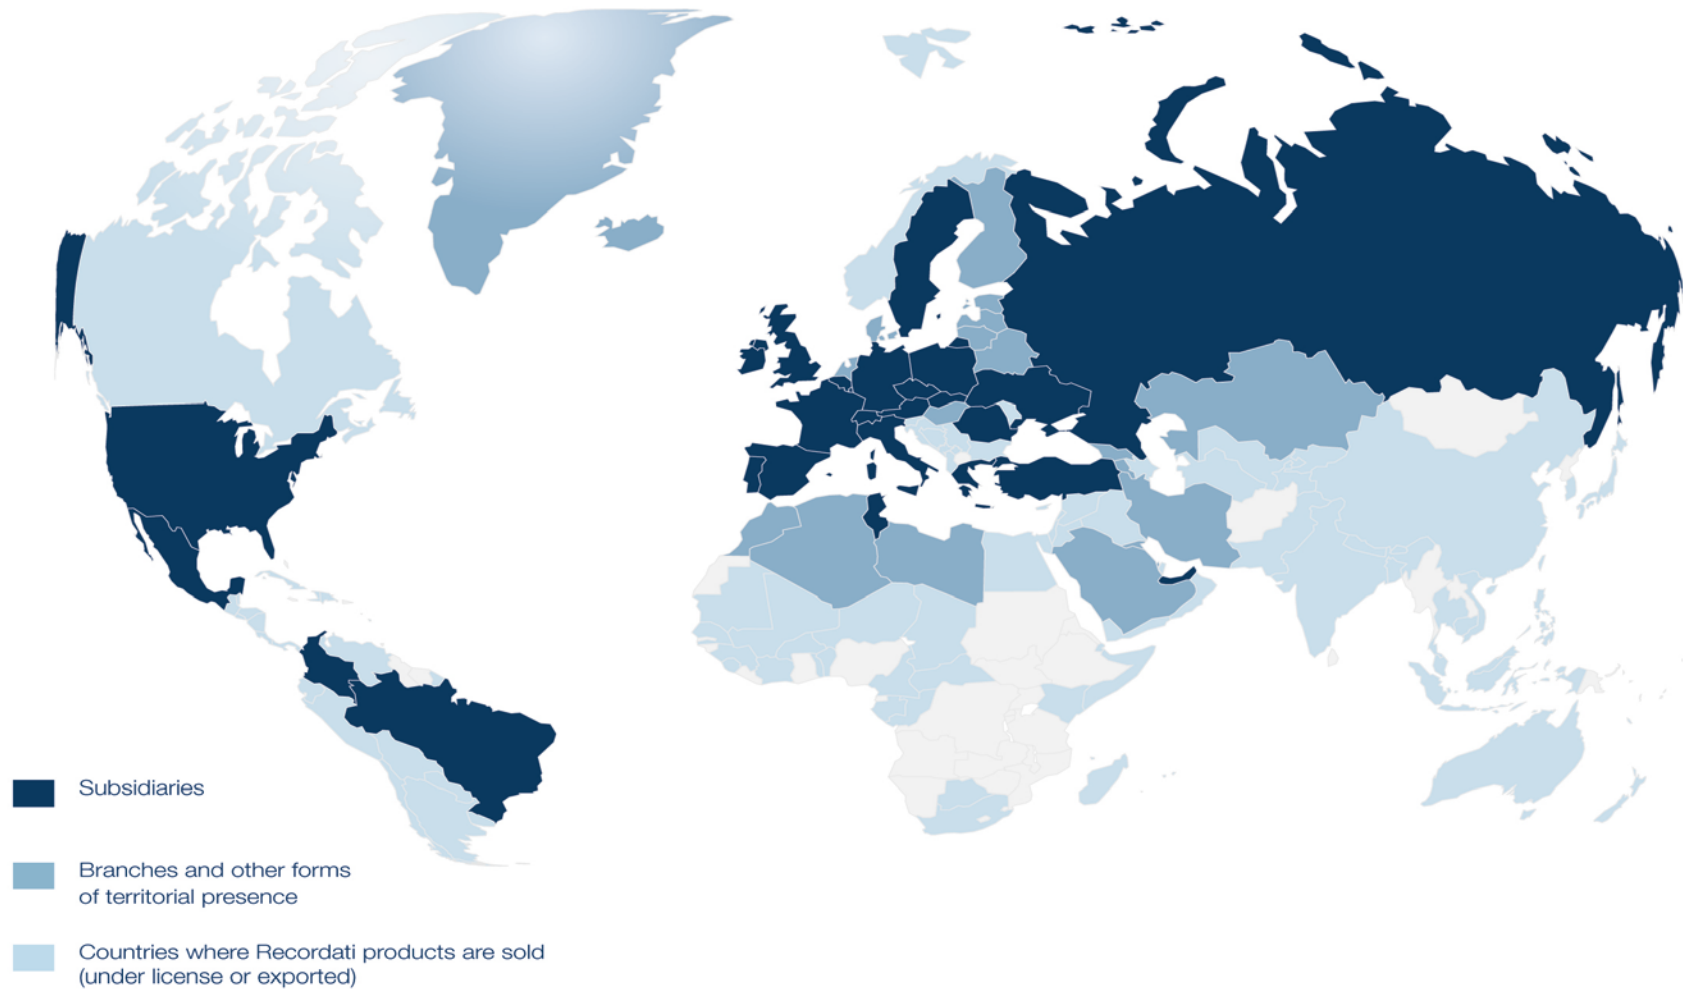 Subsidiaries
Branches and other forms
of territorial presence
Countries where Recordati products are sold
(under license or exported)